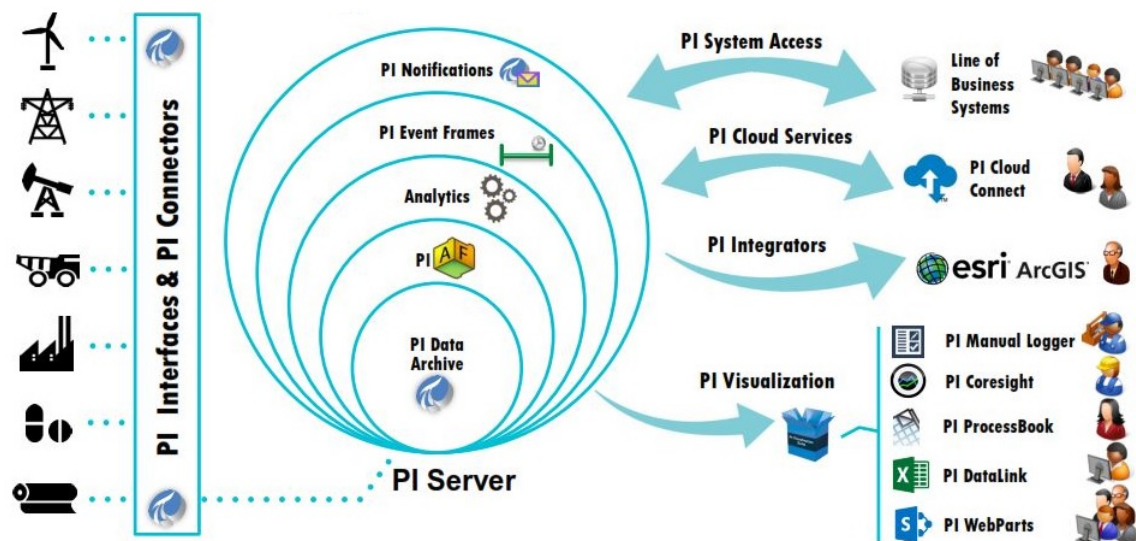 PI Interfaces & PI Connectors
PI Notifications
PI Event Frames
Analytics
PI AF
PI Data
Archive
PI Server
PI System Access
Line of
Business
Systems
PI Cloud Services
PI Cloud
Connect
TM
PI Integrators
esri ArcGIS
PI Visualization
PI Manual Logger
PI Coresight
PI ProcessBook
X
PI DataLink
S
PI WebParts